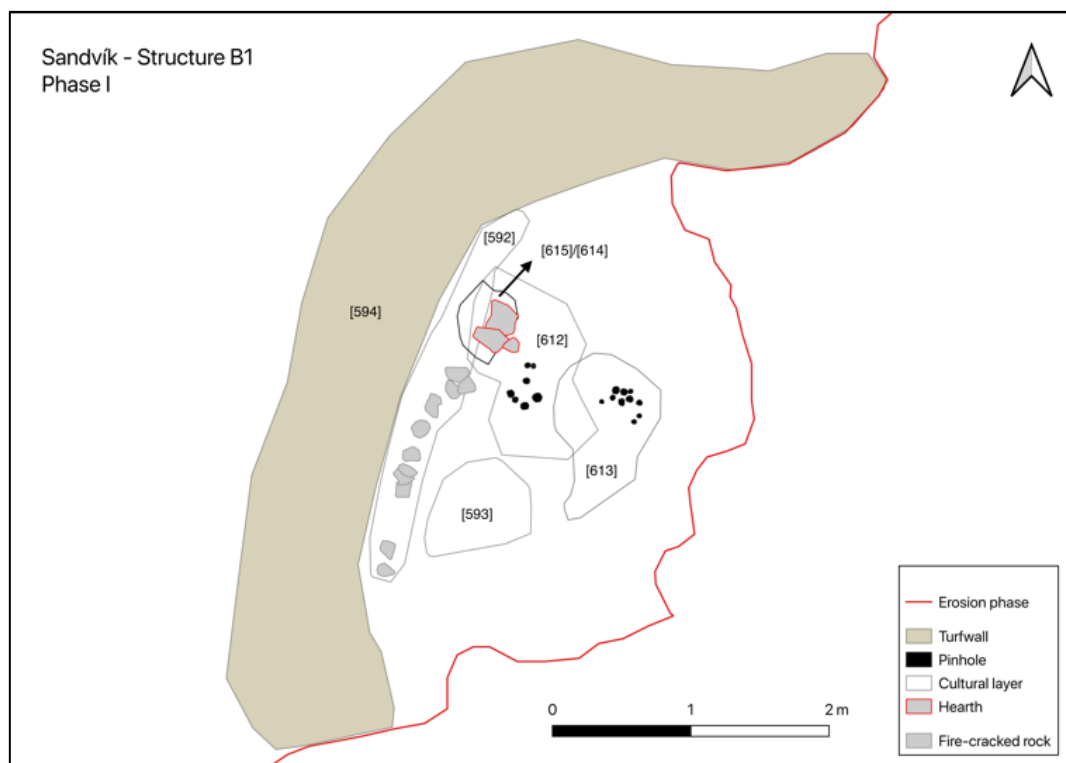 Sandvík - Structure B1
Phase I
[592]
[615]/[614]
[594]
[612]
[613]
[593]
Erosion phase
Turfwall
Pinhole
Cultural layer
Hearth
Fire-cracked rock
0 1 2 m